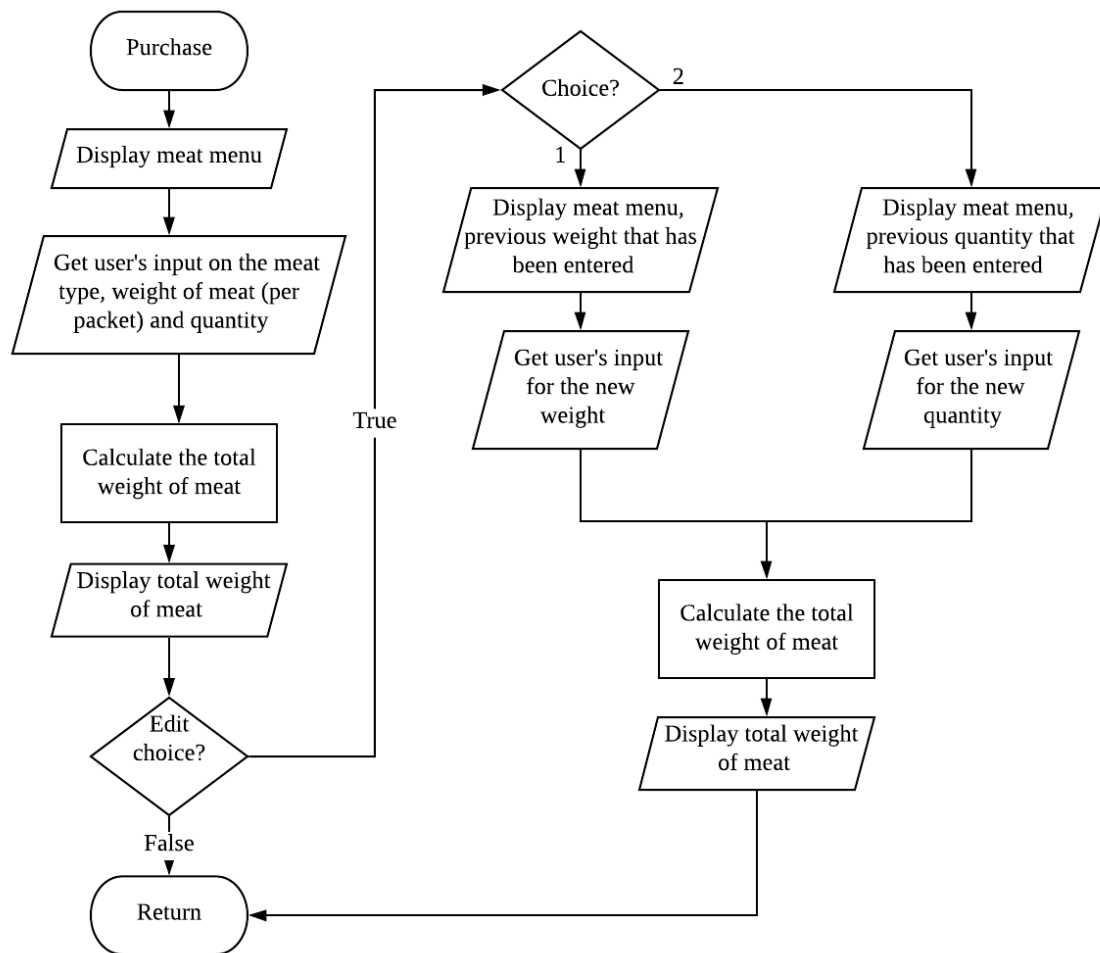 Purchase
Display meat menu
Get user's input on the meat
type, weight of meat (per
packet) and quantity
Calculate the total
weight of meat
Display total weight
of meat
Edit
choice?
False
Return
True
Choice?
1
2
Display meat menu,
previous weight that has
been entered
Get user's input
for the new
weight
Display meat menu,
previous quantity that
has been entered
Get user's input
for the new
quantity
Calculate the total
weight of meat
Display total weight
of meat